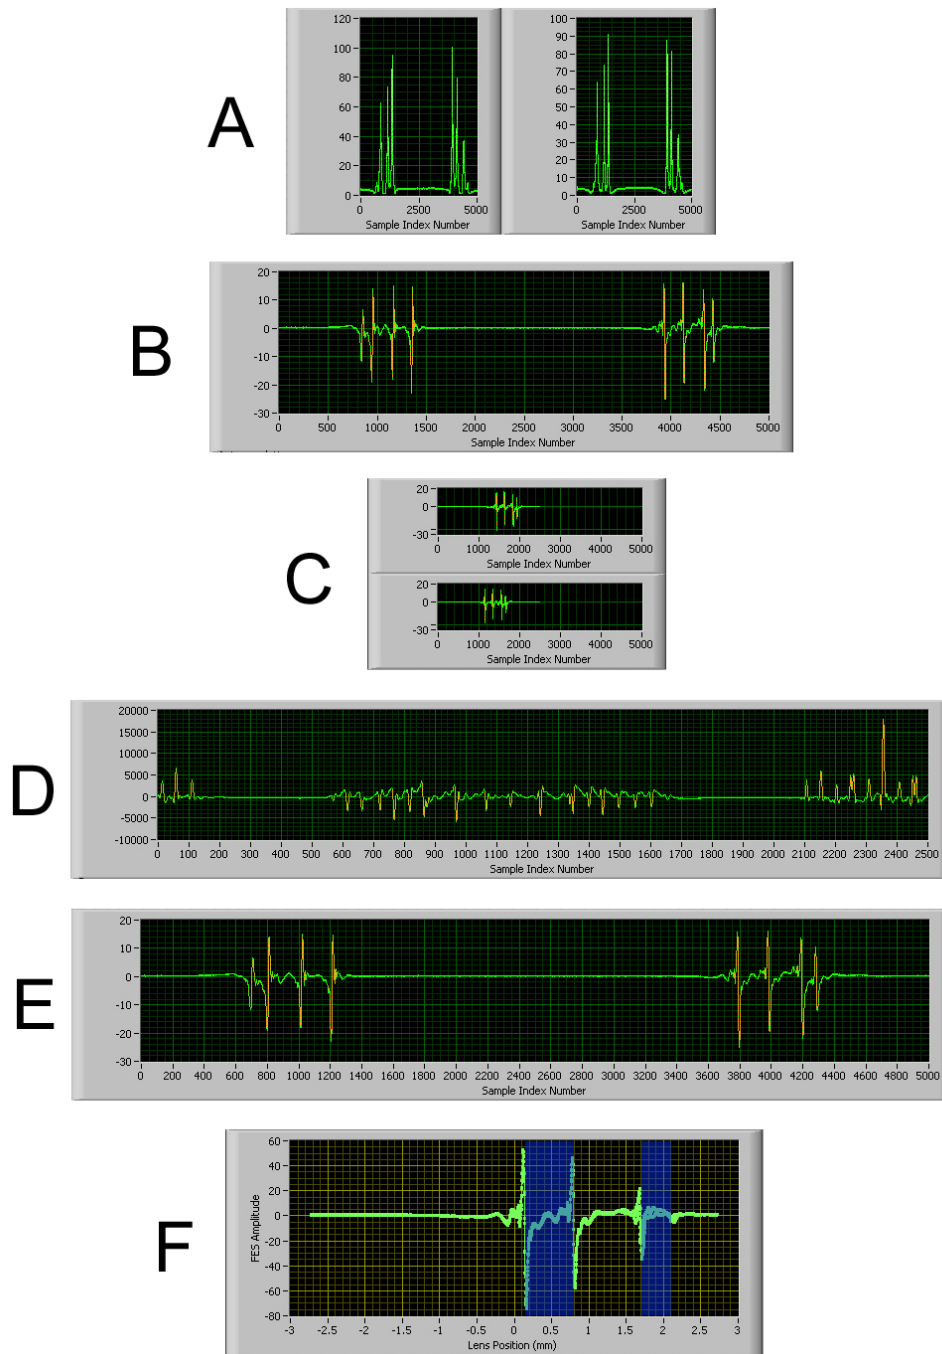 A
120
100
80
60
40
20
0
0 2500 5000
Sample Index Number
100
90
80
70
60
50
40
30
20
10
0
0 2500 5000
Sample Index Number
B
20
10
0
-10
-20
-30
0 500 1000 1500 2000 2500 3000 3500 4000 4500 5000
Sample Index Number
C
20
0
-30
0 1000 2000 3000 4000 5000
Sample Index Number
20
0
-30
0 1000 2000 3000 4000 5000
Sample Index Number
D
20000
15000
10000
5000
0
-5000
-10000
0 100 200 300 400 500 600 700 800 900 1000 1100 1200 1300 1400 1500 1600 1700 1800 1900 2000 2100 2200 2300 2400 2500
Sample Index Number
E
20
10
0
-10
-20
-30
0 200 400 600 800 1000 1200 1400 1600 1800 2000 2200 2400 2600 2800 3000 3200 3400 3600 3800 4000 4200 4400 4600 4800 5000
Sample Index Number
F
FES Amplitude
60
40
20
0
-20
-40
-60
-80
-3 -2.5 -2 -1.5 -1 -0.5 0 0.5 1 1.5 2 2.5 3
Lens Position (mm)